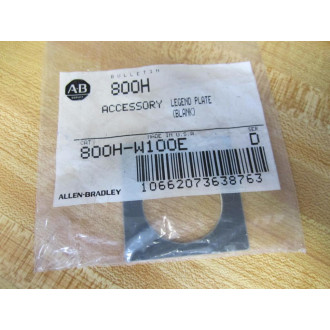 BULLETIN
AB
800H
ACCESSORY LEGEND PLATE
(BLANK)
CAT
MADE IN U.S.A.
SER
800H-W100E D
ALLEN-BRADLEY
10662073638763